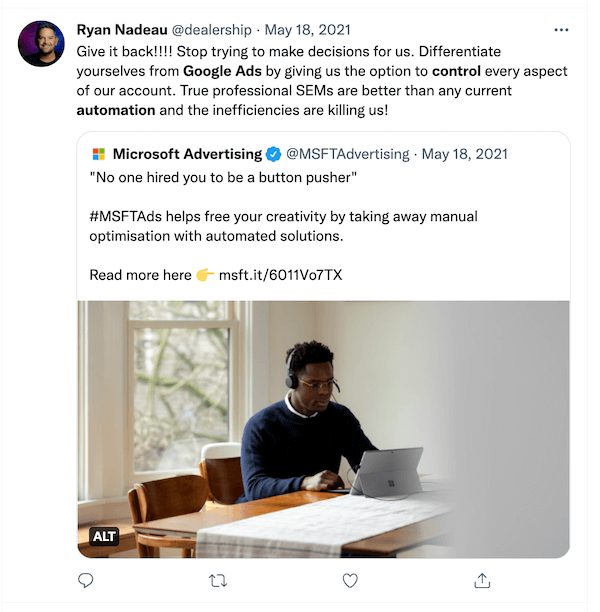 Ryan Nadeau @dealership · May 18, 2021
Give it back!!!! Stop trying to make decisions for us. Differentiate
yourselves from Google Ads by giving us the option to control every aspect
of our account. True professional SEMs are better than any current
automation and the inefficiencies are killing us!
Microsoft Advertising @MSFTAdvertising · May 18, 2021
"No one hired you to be a button pusher"
#MSFTAds helps free your creativity by taking away manual
optimisation with automated solutions.
Read more here 👉 msft.it/6011Vo7TX
ALT